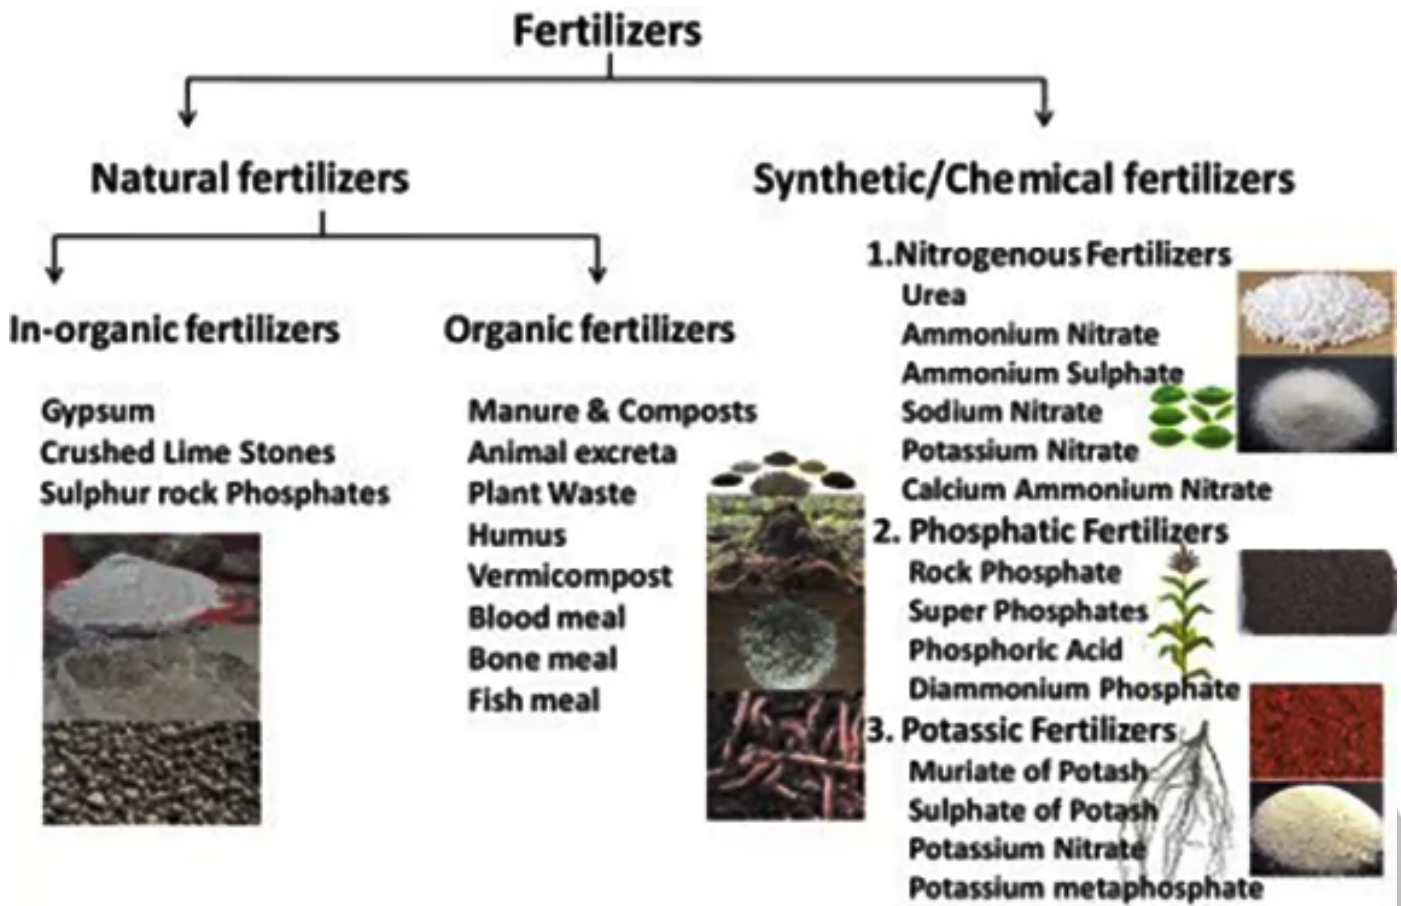 Fertilizers
Natural fertilizers
Synthetic/Chemical fertilizers
In-organic fertilizers
Gypsum
Crushed Lime Stones
Sulphur rock Phosphates
Organic fertilizers
Manure & Composts
Animal excreta
Plant Waste
Humus
Vermicompost
Blood meal
Bone meal
Fish meal
1.Nitrogenous Fertilizers
Urea
Ammonium Nitrate
Ammonium Sulphate
Sodium Nitrate
Potassium Nitrate
Calcium Ammonium Nitrate
2. Phosphatic Fertilizers
Rock Phosphate
Super Phosphates
Phosphoric Acid
Diammonium Phosphate
3. Potassic Fertilizers
Muriate of Potash
Sulphate of Potash
Potassium Nitrate
Potassium metaphosphate